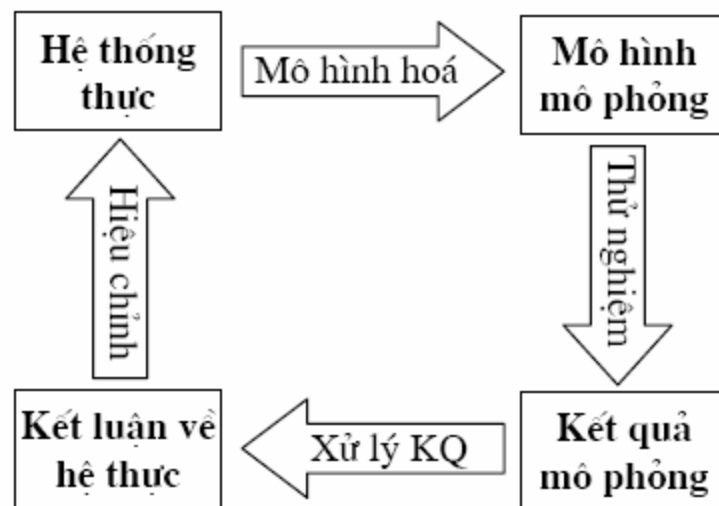 Hệ thống
thực
Mô hình hoá
Mô hình
mô phỏng
Thử nghiệm
Kết quả
mô phỏng
Xử lý KQ
Kết luận về
hệ thực
Hiệu chỉnh